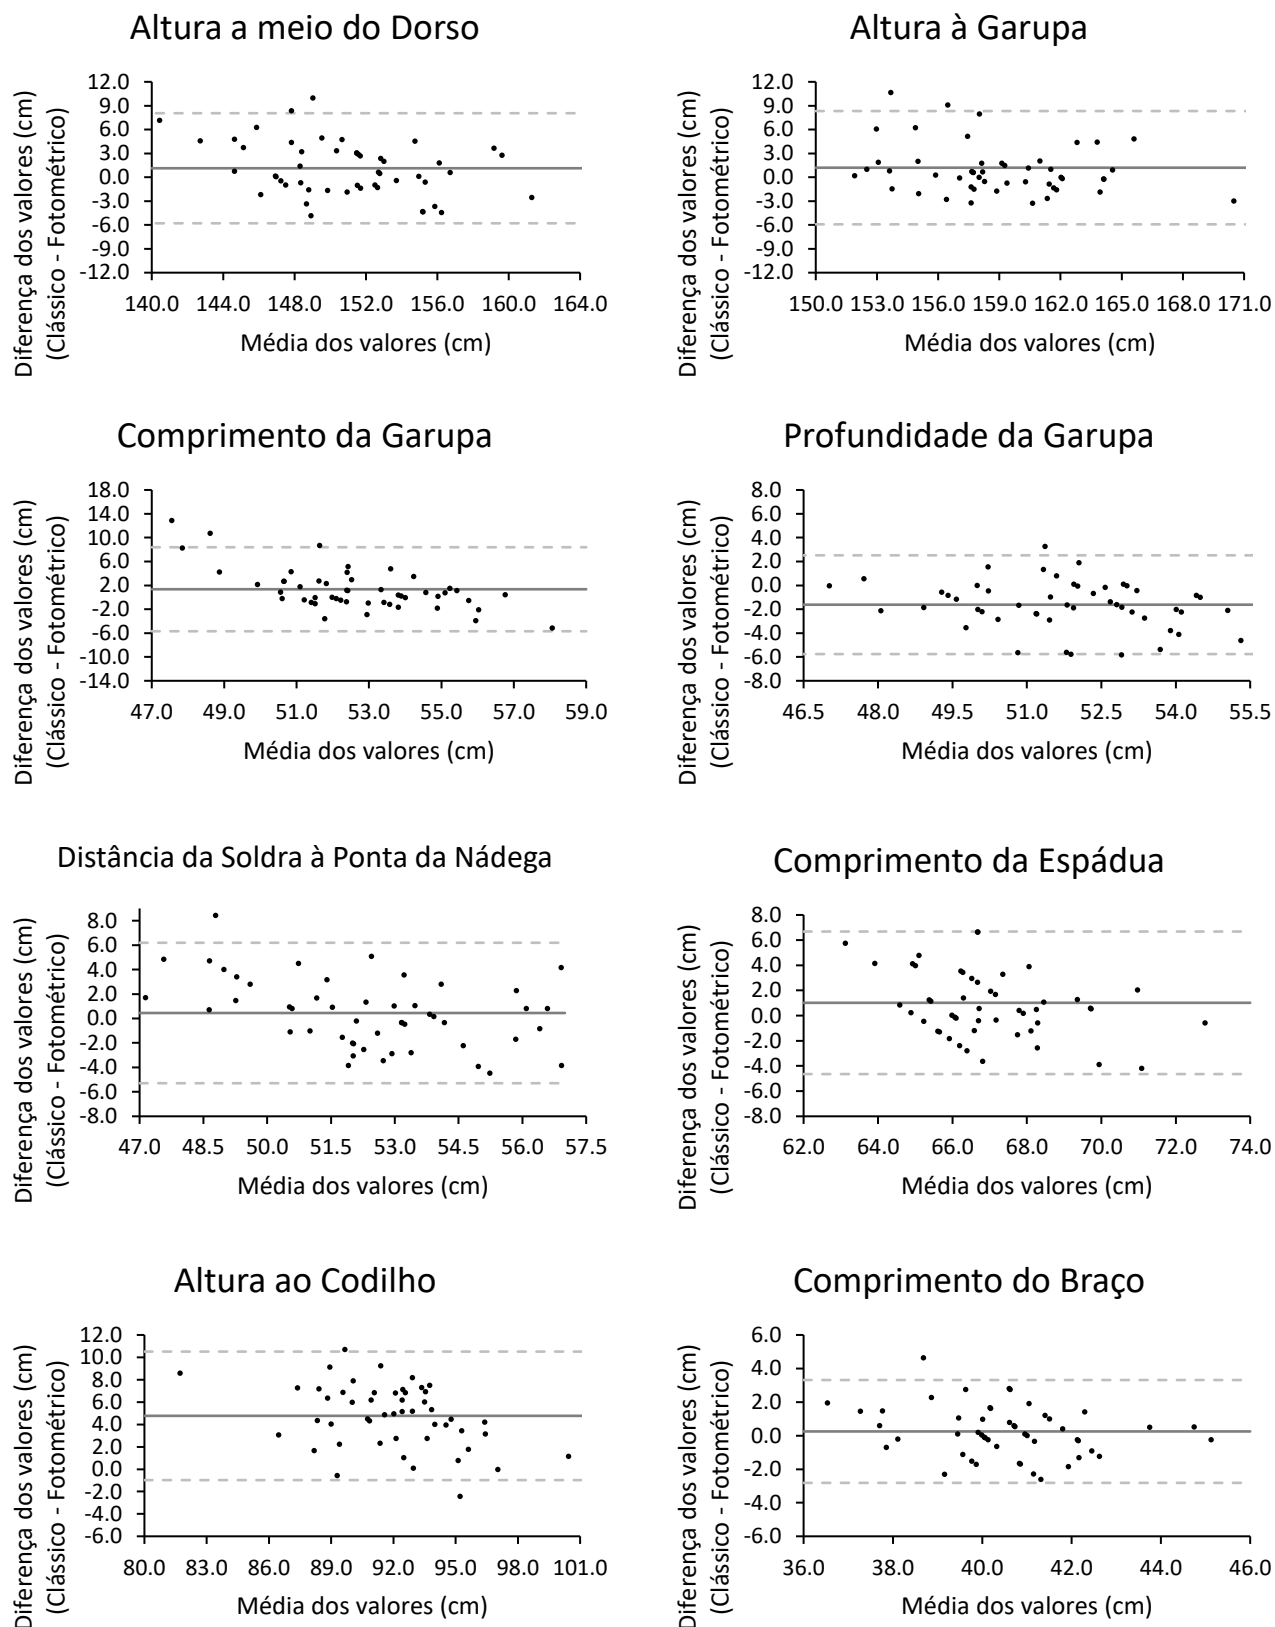 Altura a meio do Dorso
Diferença dos valores (cm)
(Clássico - Fotométrico)
12.0
9.0
6.0
3.0
0.0
-3.0
-6.0
-9.0
-12.0
140.0 144.0 148.0 152.0 156.0 160.0 164.0
Média dos valores (cm)
Altura à Garupa
Diferença dos valores (cm)
(Clássico - Fotométrico)
12.0
9.0
6.0
3.0
0.0
-3.0
-6.0
-9.0
-12.0
150.0 153.0 156.0 159.0 162.0 165.0 168.0 171.0
Média dos valores (cm)
Comprimento da Garupa
Diferença dos valores (cm)
(Clássico - Fotométrico)
18.0
14.0
10.0
6.0
2.0
-2.0
-6.0
-10.0
-14.0
47.0 49.0 51.0 53.0 55.0 57.0 59.0
Média dos valores (cm)
Profundidade da Garupa
Diferença dos valores (cm)
(Clássico - Fotométrico)
8.0
6.0
4.0
2.0
0.0
-2.0
-4.0
-6.0
-8.0
46.5 48.0 49.5 51.0 52.5 54.0 55.5
Média dos valores (cm)
Distância da Soldra à Ponta da Nádega
Diferença dos valores (cm)
(Clássico - Fotométrico)
8.0
6.0
4.0
2.0
0.0
-2.0
-4.0
-6.0
-8.0
47.0 48.5 50.0 51.5 53.0 54.5 56.0 57.5
Média dos valores (cm)
Comprimento da Espádua
Diferença dos valores (cm)
(Clássico - Fotométrico)
8.0
6.0
4.0
2.0
0.0
-2.0
-4.0
-6.0
-8.0
62.0 64.0 66.0 68.0 70.0 72.0 74.0
Média dos valores (cm)
Altura ao Codilho
Diferença dos valores (cm)
(Clássico - Fotométrico)
12.0
10.0
8.0
6.0
4.0
2.0
0.0
-2.0
-4.0
-6.0
80.0 83.0 86.0 89.0 92.0 95.0 98.0 101.0
Média dos valores (cm)
Comprimento do Braço
Diferença dos valores (cm)
(Clássico - Fotométrico)
6.0
4.0
2.0
0.0
-2.0
-4.0
-6.0
36.0 38.0 40.0 42.0 44.0 46.0
Média dos valores (cm)